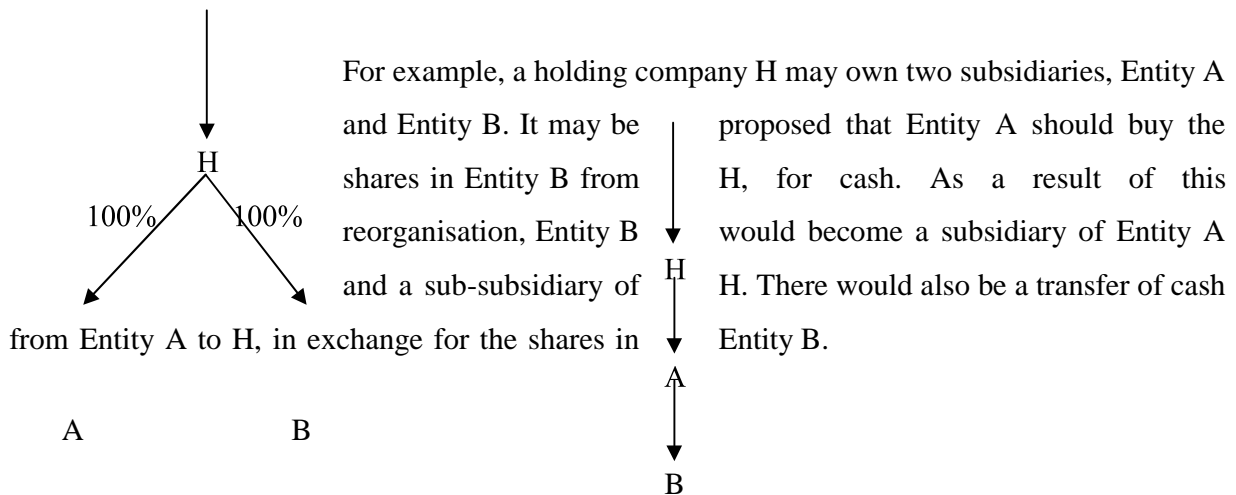 For example, a holding company H may own two subsidiaries, Entity A
and Entity B. It may be proposed that Entity A should buy the
H
shares in Entity B from H, for cash. As a result of this
100% 100%
reorganisation, Entity B would become a subsidiary of Entity A
H
and a sub-subsidiary of H. There would also be a transfer of cash
from Entity A to H, in exchange for the shares in Entity B.
A
A B
B